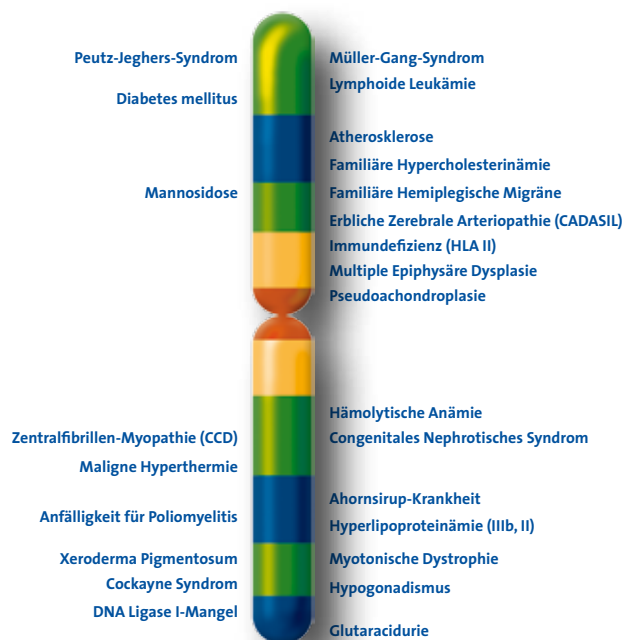 Peutz-Jeghers-Syndrom
Müller-Gang-Syndrom
Lymphoide Leukämie
Diabetes mellitus
Atherosklerose
Familiäre Hypercholesterinämie
Mannosidose
Familiäre Hemiplegische Migräne
Erbliche Zerebrale Arteriopathie (CADASIL)
Immundefizienz (HLA II)
Multiple Epiphysäre Dysplasie
Pseudoachondroplasie
Hämolytische Anämie
Zentralfibrillen-Myopathie (CCD)
Congenitales Nephrotisches Syndrom
Maligne Hyperthermie
Ahornsirup-Krankheit
Anfälligkeit für Poliomyelitis
Hyperlipoproteinämie (IIIb, II)
Xeroderma Pigmentosum
Myotonische Dystrophie
Cockayne Syndrom
Hypogonadismus
DNA Ligase I-Mangel
Glutaracidurie